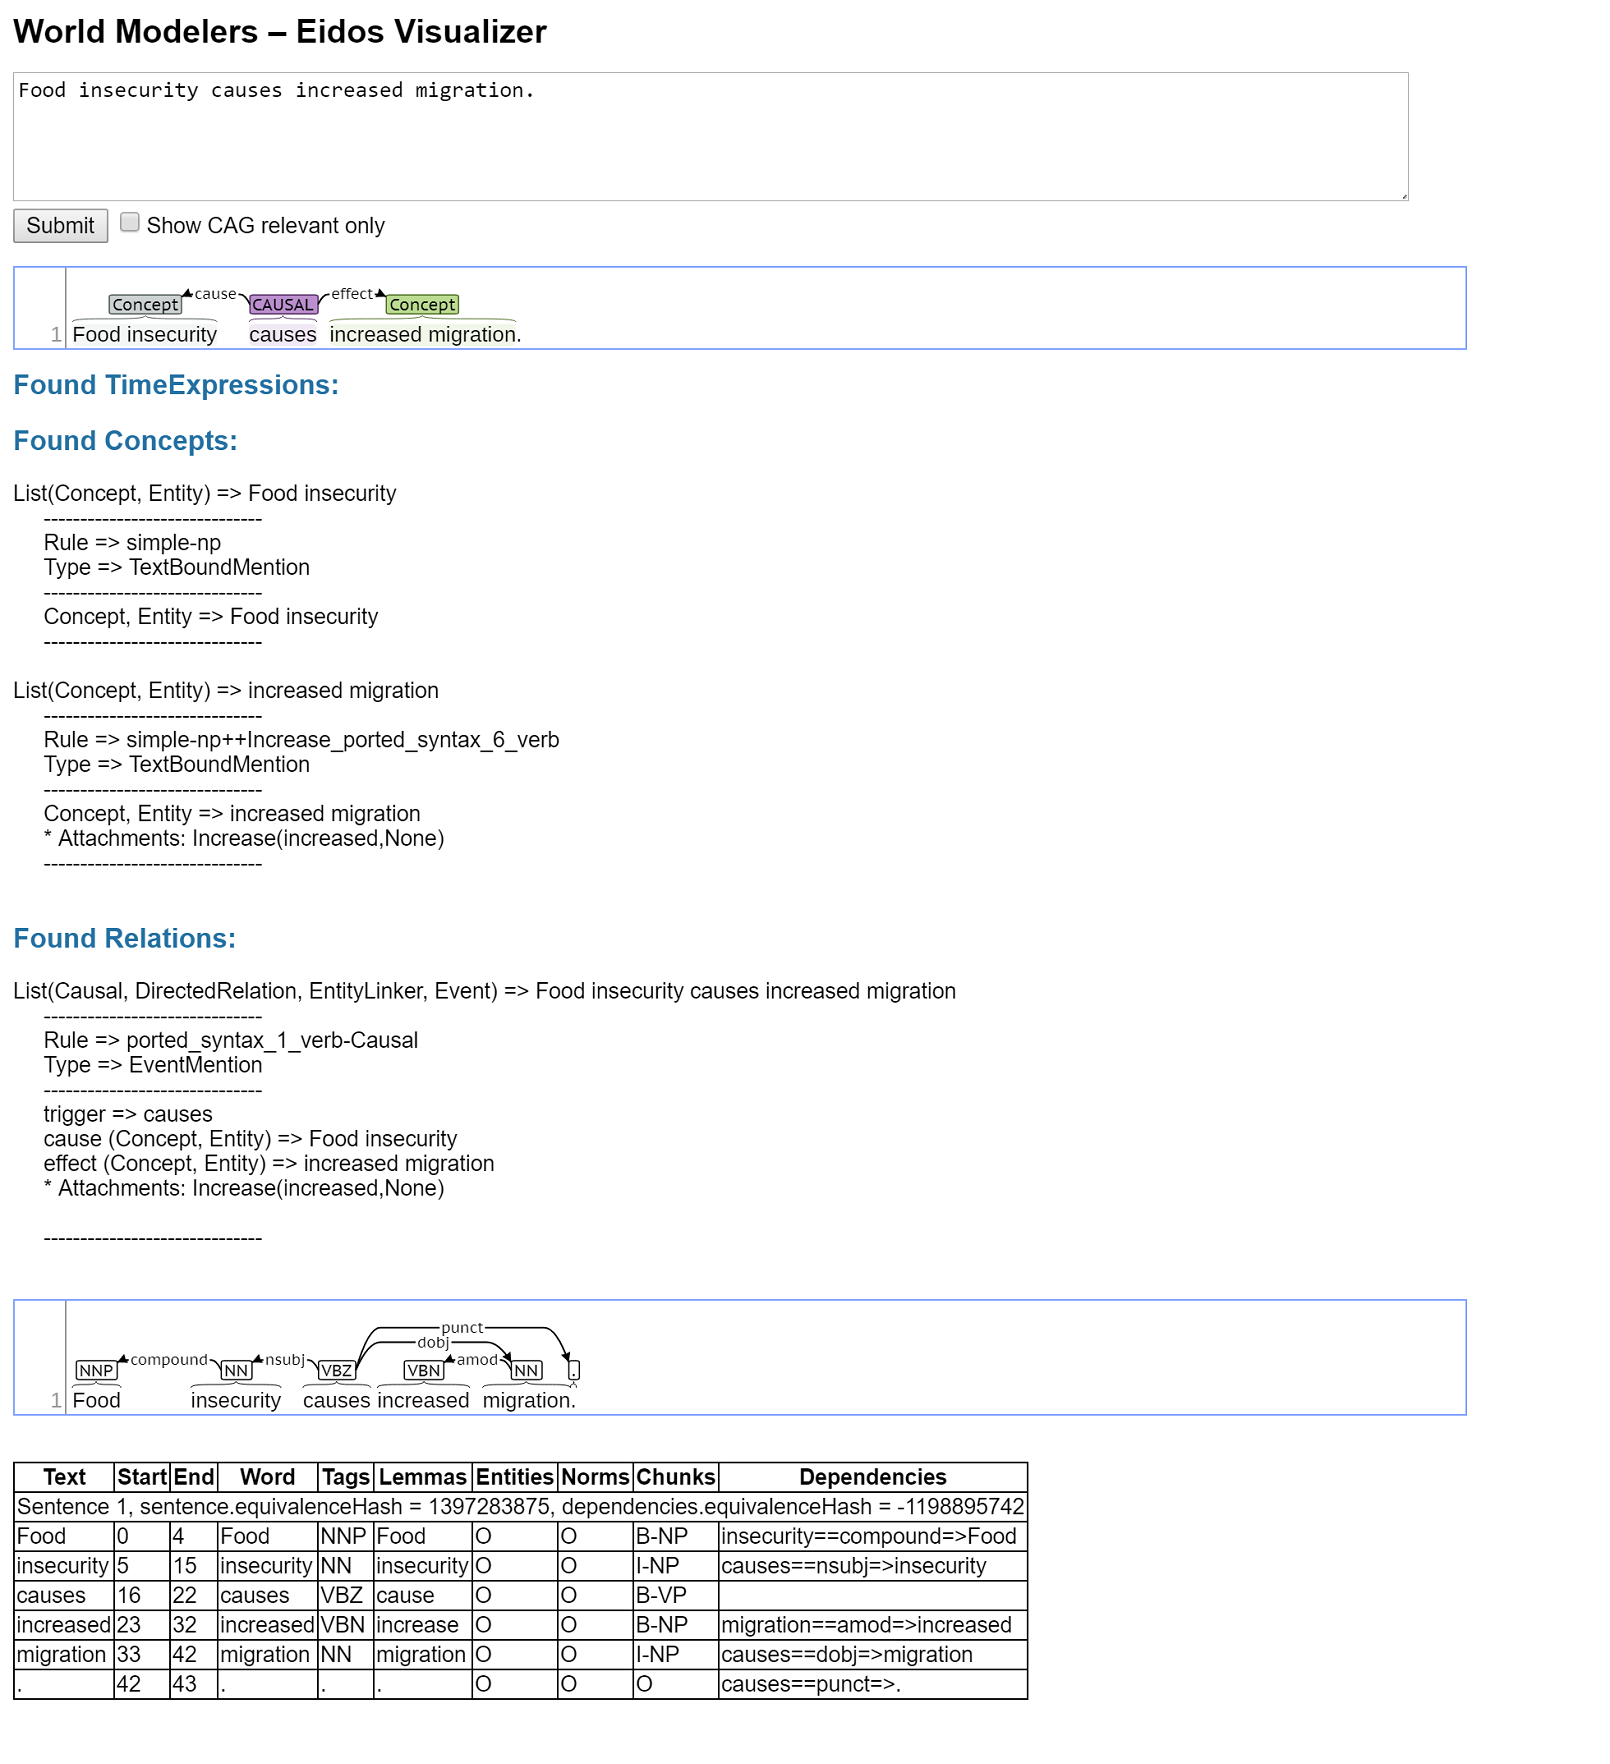 World Modelers – Eidos Visualizer
Food insecurity causes increased migration.
Submit Show CAG relevant only
Concept cause CAUSAL effect Concept
1 Food insecurity causes increased migration.
Found TimeExpressions:
Found Concepts:
List(Concept, Entity) => Food insecurity
------------------------------
Rule => simple-np
Type => TextBoundMention
------------------------------
Concept, Entity => Food insecurity
------------------------------
List(Concept, Entity) => increased migration
------------------------------
Rule => simple-np++Increase_ported_syntax_6_verb
Type => TextBoundMention
------------------------------
Concept, Entity => increased migration
* Attachments: Increase(increased,None)
------------------------------
Found Relations:
List(Causal, DirectedRelation, EntityLinker, Event) => Food insecurity causes increased migration
------------------------------
Rule => ported_syntax_1_verb-Causal
Type => EventMention
------------------------------
trigger => causes
cause (Concept, Entity) => Food insecurity
effect (Concept, Entity) => increased migration
* Attachments: Increase(increased,None)
------------------------------
punct
dobj
NNP compound NN nsubj VBZ VBN amod NN .
1 Food insecurity causes increased migration.
Text Start End Word Tags Lemmas Entities Norms Chunks Dependencies
Sentence 1, sentence.equivalenceHash = 1397283875, dependencies.equivalenceHash = -1198895742
Food 0 4 Food NNP Food O O B-NP insecurity==compound=>Food
insecurity 5 15 insecurity NN insecurity O O I-NP causes==nsubj=>insecurity
causes 16 22 causes VBZ cause O O B-VP
increased 23 32 increased VBN increase O O B-NP migration==amod=>increased
migration 33 42 migration NN migration O O I-NP causes==dobj=>migration
. 42 43 . . . O O O causes==punct=>.